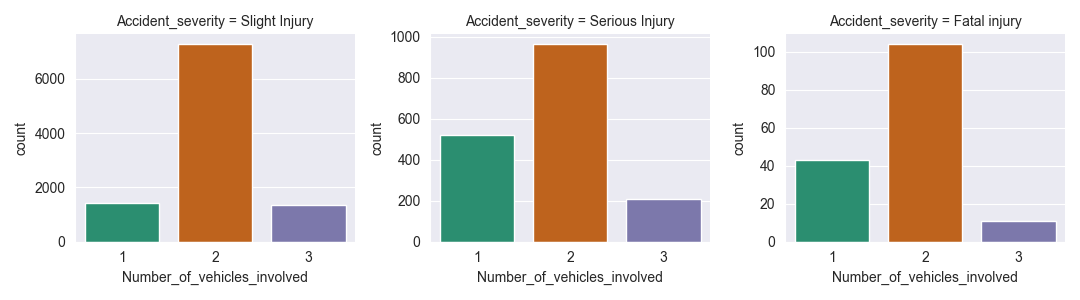 Accident_severity = Slight Injury
count
6000
4000
2000
0
1 2 3
Number_of_vehicles_involved
Accident_severity = Serious Injury
count
1000
800
600
400
200
0
1 2 3
Number_of_vehicles_involved
Accident_severity = Fatal injury
count
100
80
60
40
20
0
1 2 3
Number_of_vehicles_involved